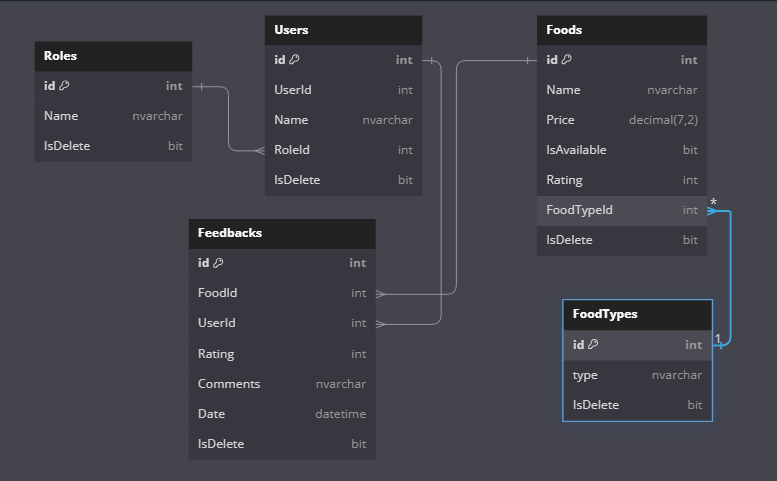 Roles
id int
Name nvarchar
IsDelete bit
Users
id int
UserId int
Name nvarchar
RoleId int
IsDelete bit
Foods
id int
Name nvarchar
Price decimal(7,2)
IsAvailable bit
Rating int
FoodTypeId int
IsDelete bit
*
Feedbacks
id int
FoodId int
UserId int
Rating int
Comments nvarchar
Date datetime
IsDelete bit
FoodTypes
id int
type nvarchar
IsDelete bit
1